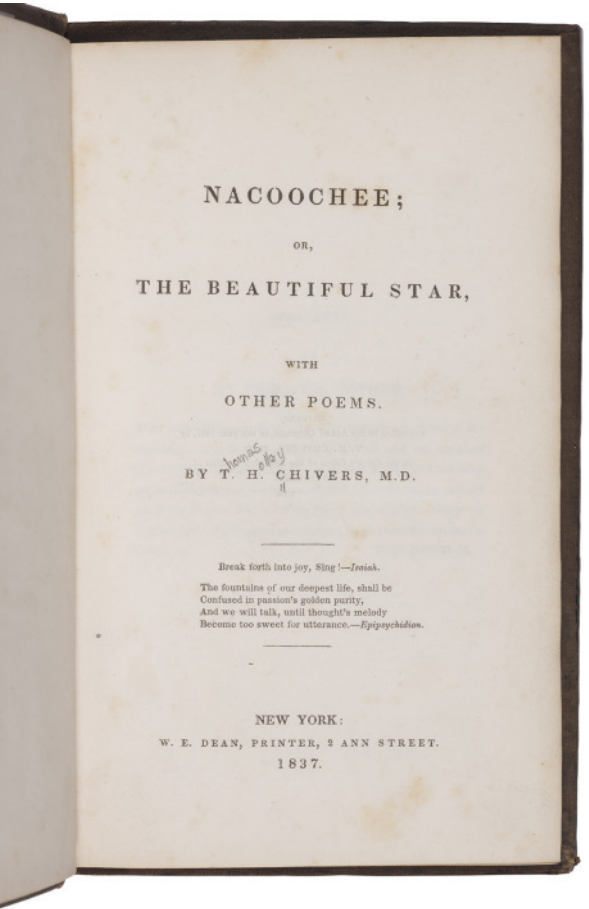 NACOOCHEE;
OR,
THE BEAUTIFUL STAR,
WITH
OTHER POEMS.
homas olley
BY T. H. CHIVERS, M.D.
Break forth into joy, Sing!—Isaiah.
The fountains of our deepest life, shall be
Confused in passion's golden purity,
And we will talk, until thought's melody
Become too sweet for utterance.—Epipsychidion.
NEW YORK:
W. E. DEAN, PRINTER, 2 ANN STREET.
1837.